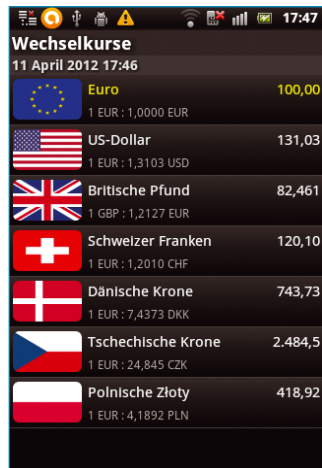 17:47
Wechselkurse
11 April 2012 17:46
Euro 100,00
1 EUR : 1,0000 EUR
US-Dollar 131,03
1 EUR : 1,3103 USD
Britische Pfund 82,461
1 GBP : 1,2127 EUR
Schweizer Franken 120,10
1 EUR : 1,2010 CHF
Dänische Krone 743,73
1 EUR : 7,4373 DKK
Tschechische Krone 2.484,5
1 EUR : 24,845 CZK
Polnische Złoty 418,92
1 EUR : 4,1892 PLN